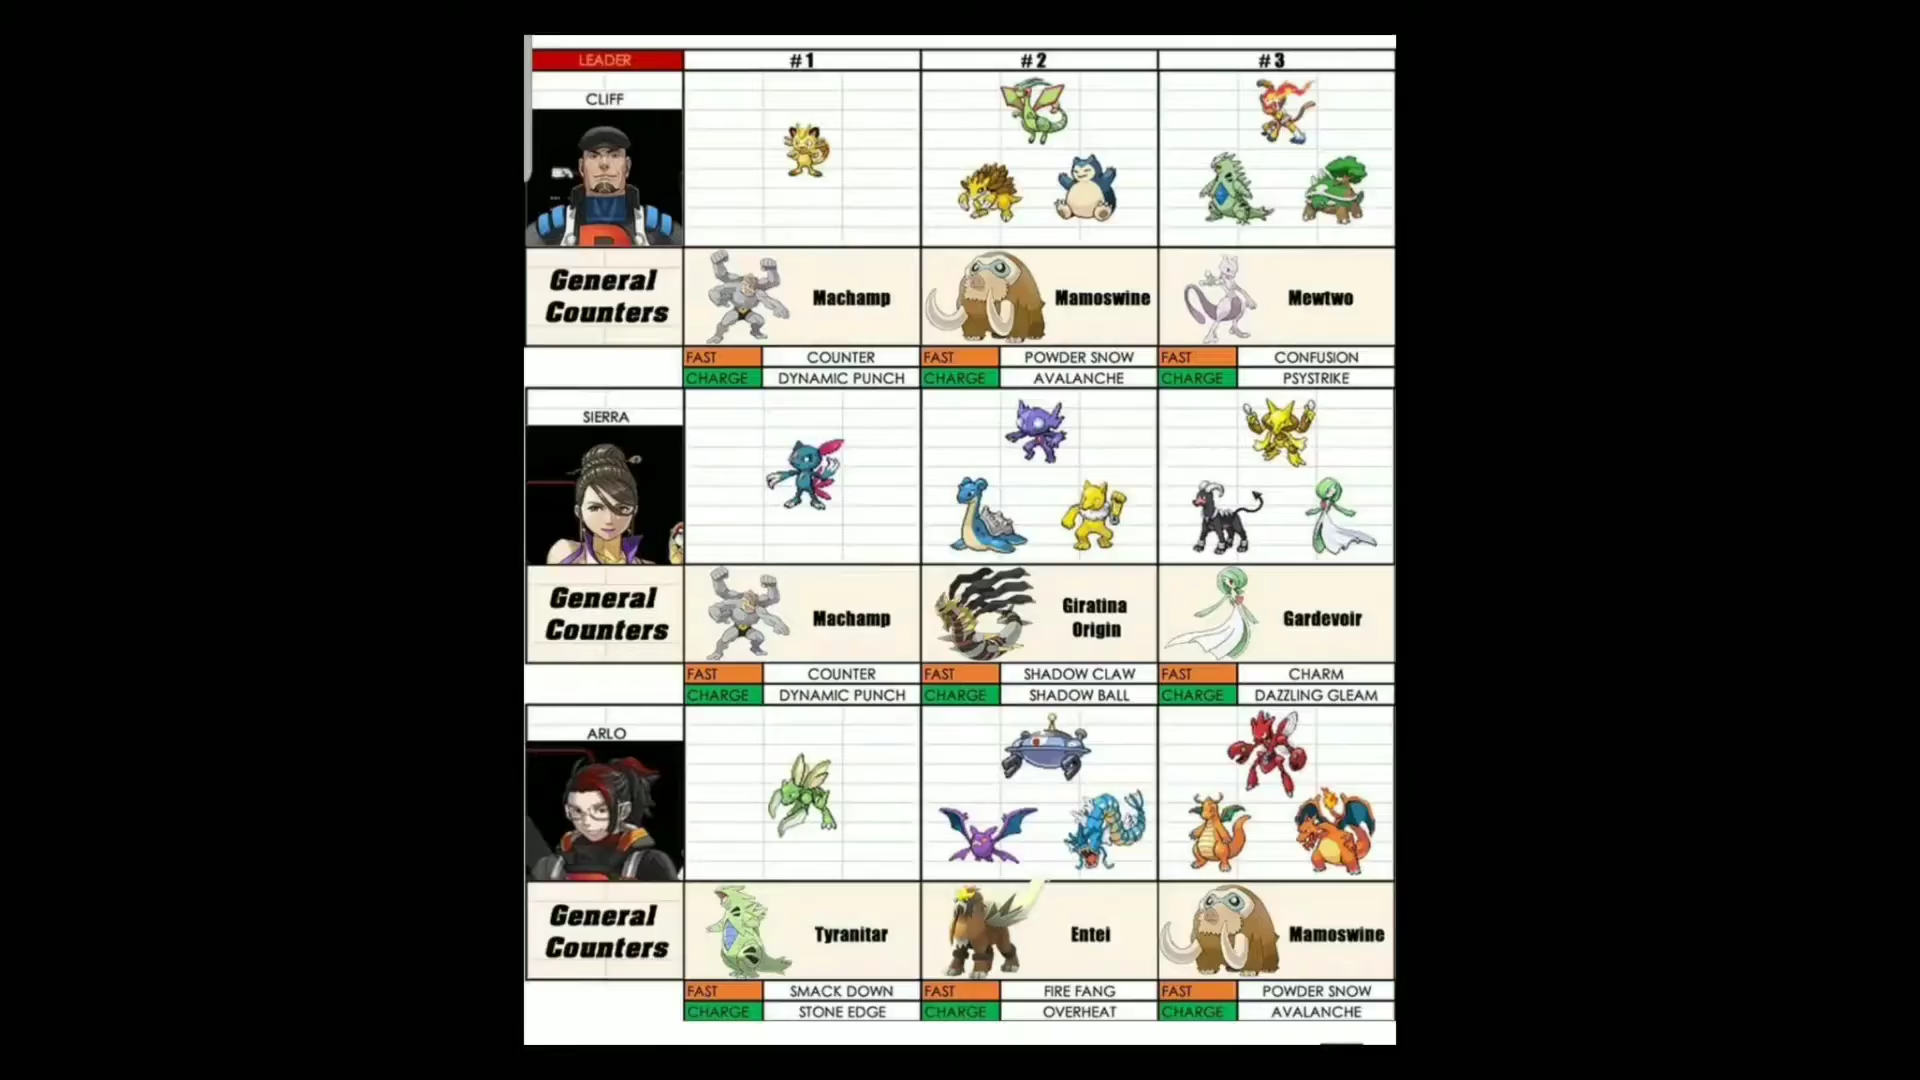 LEADER #1 #2 #3
CLIFF
General
Counters
Machamp Mamoswine Mewtwo
FAST COUNTER FAST POWDER SNOW FAST CONFUSION
CHARGE DYNAMIC PUNCH CHARGE AVALANCHE CHARGE PSYSTRIKE
SIERRA
General
Counters
Machamp Giratina
Origin Gardevoir
FAST COUNTER FAST SHADOW CLAW FAST CHARM
CHARGE DYNAMIC PUNCH CHARGE SHADOW BALL CHARGE DAZZLING GLEAM
ARLO
General
Counters
Tyranitar Entei Mamoswine
FAST SMACK DOWN FAST FIRE FANG FAST POWDER SNOW
CHARGE STONE EDGE CHARGE OVERHEAT CHARGE AVALANCHE